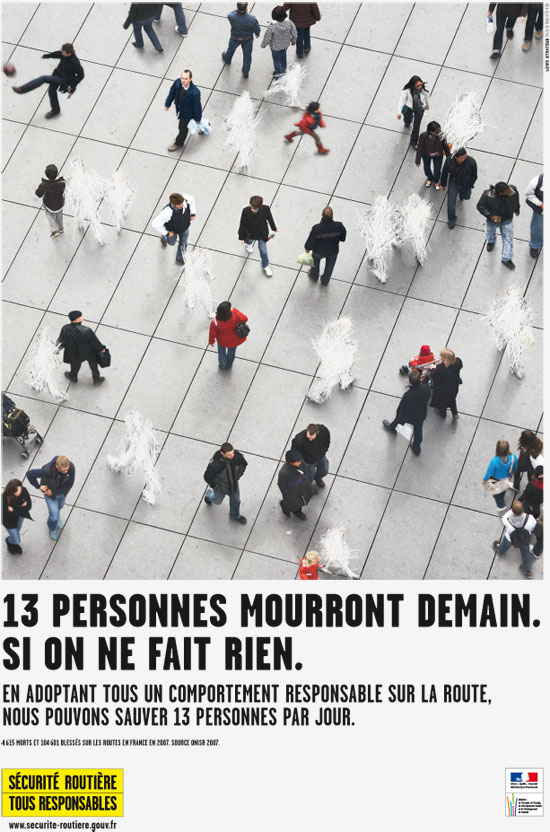 13 PERSONNES MOURRONT DEMAIN.
SI ON NE FAIT RIEN.
EN ADOPTANT TOUS UN COMPORTEMENT RESPONSABLE SUR LA ROUTE,
NOUS POUVONS SAUVER 13 PERSONNES PAR JOUR.
4 615 MORTS ET 104 601 BLESSÉS SUR LES ROUTES EN FRANCE EN 2007. SOURCE ONISR 2007.
SÉCURITÉ ROUTIÈRE
TOUS RESPONSABLES
www.securite-routiere.gouv.fr